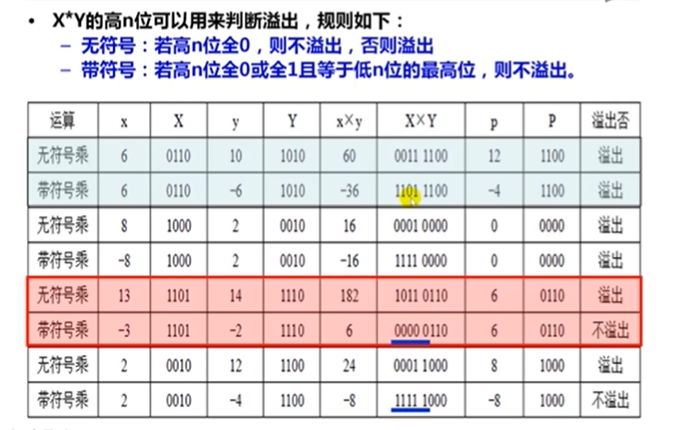 X*Y的高n位可以用来判断溢出，规则如下：
– 无符号：若高n位全0，则不溢出，否则溢出
– 带符号：若高n位全0或全1且等于低n位的最高位，则不溢出。
运算 x X y Y x×y X×Y p P 溢出否
无符号乘 6 0110 10 1010 60 0011 1100 12 1100 溢出
带符号乘 6 0110 −6 1010 −36 1101 1100 −4 1100 溢出
无符号乘 8 1000 2 0010 16 0001 0000 0 0000 溢出
带符号乘 −8 1000 2 0010 −16 1111 0000 0 0000 溢出
无符号乘 13 1101 14 1110 182 1011 0110 6 0110 溢出
带符号乘 −3 1101 −2 1110 6 0000 0110 6 0110 不溢出
无符号乘 2 0010 12 1100 24 0001 1000 8 1000 溢出
带符号乘 2 0010 −4 1100 −8 1111 1000 −8 1000 不溢出